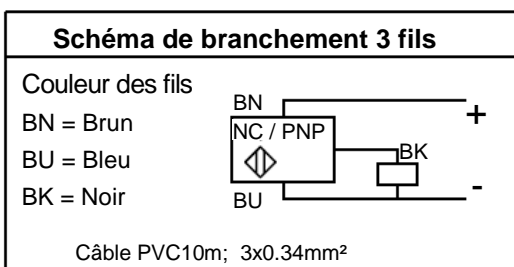 Schéma de branchement 3 fils
Couleur des fils
BN = Brun
BU = Bleu
BK = Noir
BN
+
NC / PNP
BK
BU
-
Câble PVC10m; 3x0.34mm²